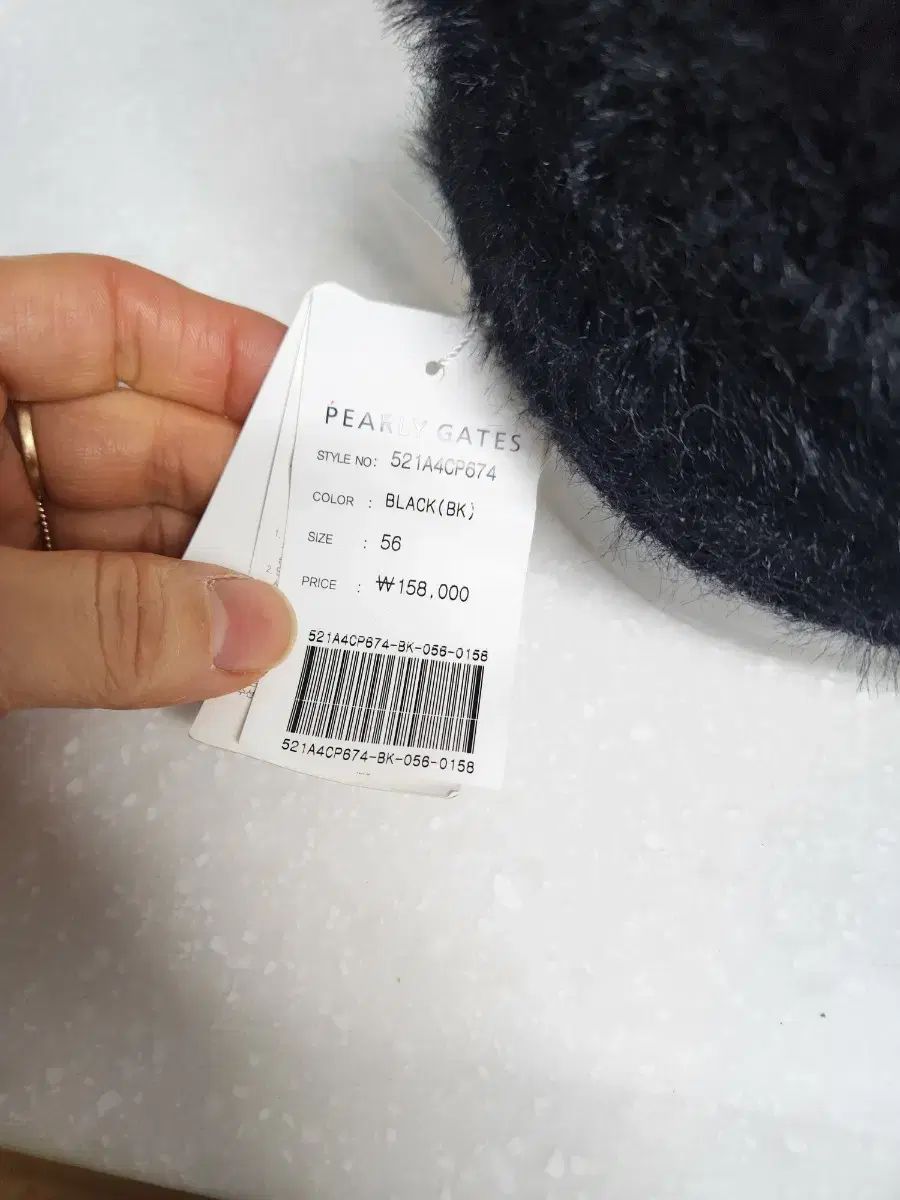 PEARLY GATES
STYLE NO: 521A4CP674
COLOR : BLACK(BK)
SIZE : 56
PRICE : ₩158,000
521A4CP674-BK-056-0158
521A4CP674-BK-056-0158